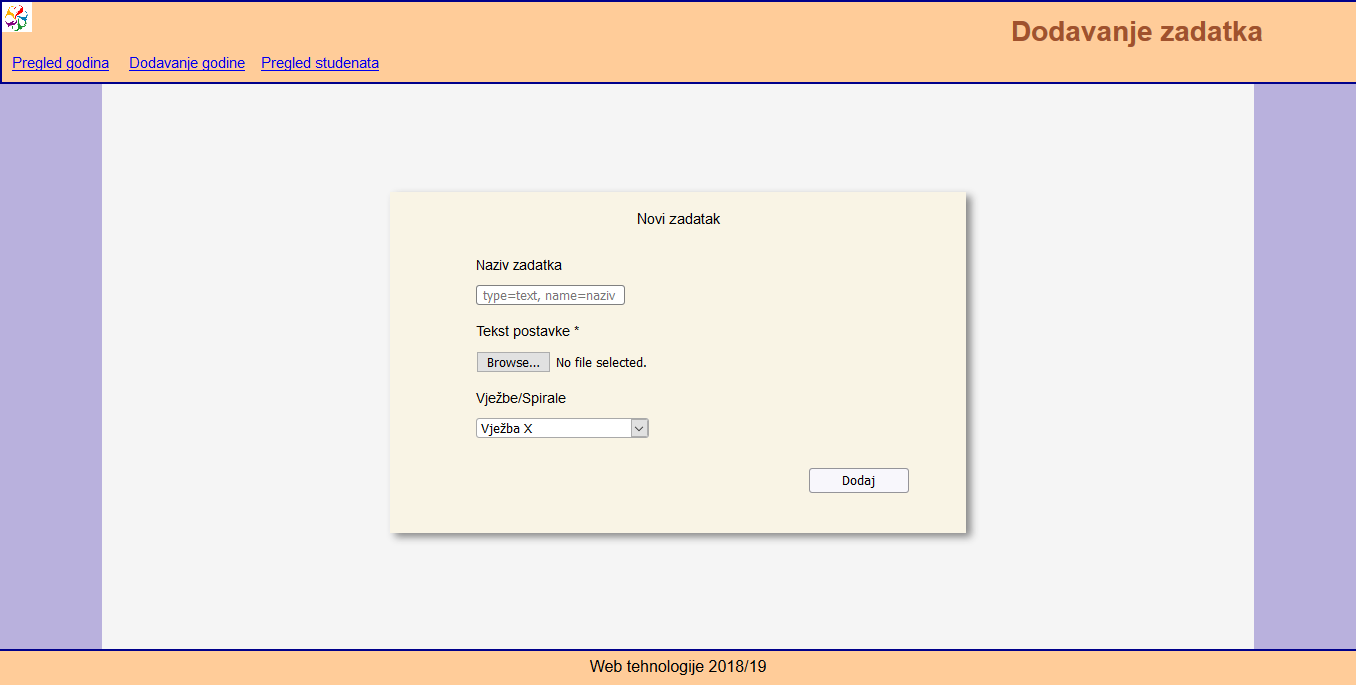 Dodavanje zadatka
Pregled godina Dodavanje godine Pregled studenata
Novi zadatak
Naziv zadatka
type=text, name=naziv
Tekst postavke *
Browse... No file selected.
Vježbe/Spirale
Vježba X
Dodaj
Web tehnologije 2018/19